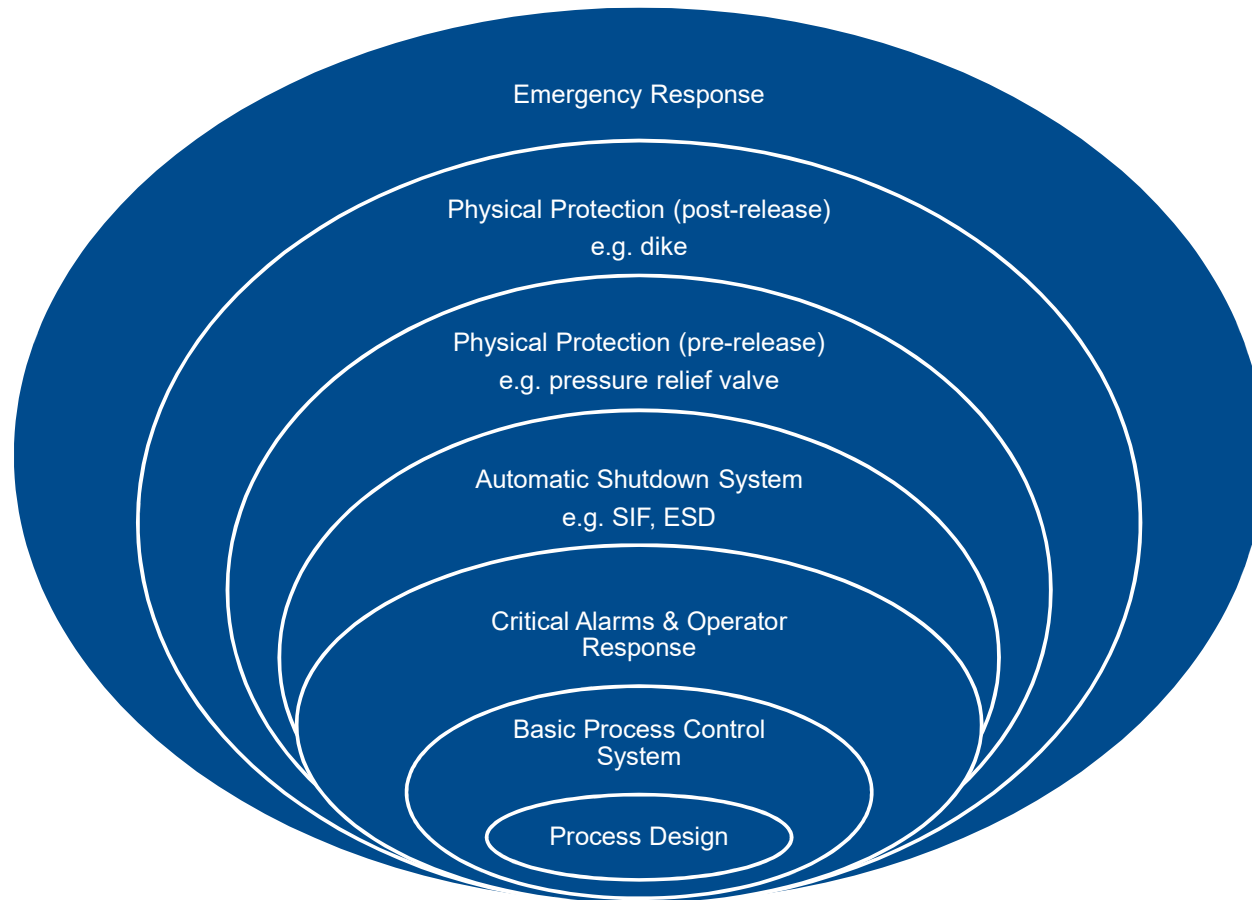 Emergency Response
Physical Protection (post-release)
e.g. dike
Physical Protection (pre-release)
e.g. pressure relief valve
Automatic Shutdown System
e.g. SIF, ESD
Critical Alarms & Operator
Response
Basic Process Control
System
Process Design